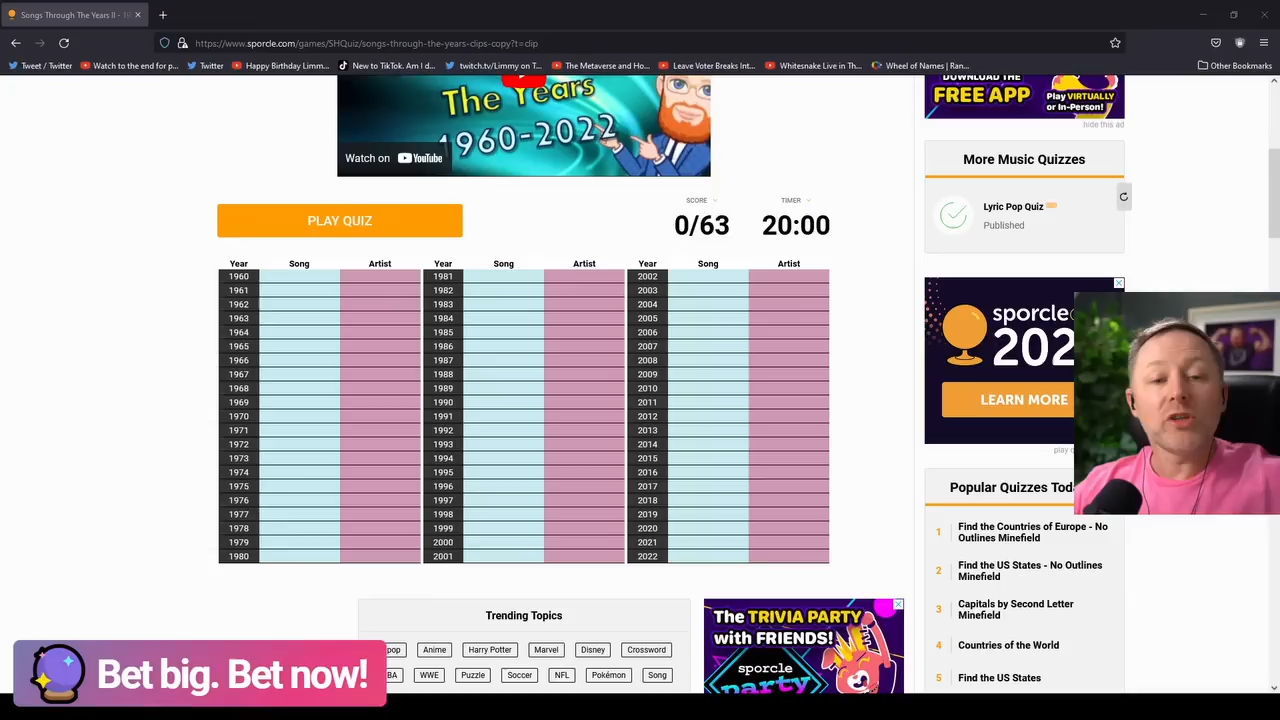 Songs Through The Years II - 19
https://www.sporcle.com/games/SHQuiz/songs-through-the-years-clips-copy?t=clip
Tweet / Twitter
Watch to the end for p...
Twitter
Happy Birthday Limm...
New to TikTok. Am I d...
twitch.tv/Limmy on T...
The Metaverse and Ho...
Leave Voter Breaks Int...
Whitesnake Live in Th...
Wheel of Names | Ran...
Other Bookmarks
The Years
1960-2022
Watch on YouTube
PLAY QUIZ
SCORE
0/63
TIMER
20:00
Year Song Artist Year Song Artist Year Song Artist
1960 1981 2002
1961 1982 2003
1962 1983 2004
1963 1984 2005
1964 1985 2006
1965 1986 2007
1966 1987 2008
1967 1988 2009
1968 1989 2010
1969 1990 2011
1970 1991 2012
1971 1992 2013
1972 1993 2014
1973 1994 2015
1974 1995 2016
1975 1996 2017
1976 1997 2018
1977 1998 2019
1978 1999 2020
1979 2000 2021
1980 2001 2022
DOWNLOAD THE
FREE APP
Play VIRTUALLY
or In-Person!
hide this ad
More Music Quizzes
Lyric Pop Quiz
Published
sporcle
202
LEARN MORE
play
Popular Quizzes Tod
1 Find the Countries of Europe - No
Outlines Minefield
2 Find the US States - No Outlines
Minefield
3 Capitals by Second Letter
Minefield
4 Countries of the World
5 Find the US States
Trending Topics
pop Anime Harry Potter Marvel Disney Crossword
BA WWE Puzzle Soccer NFL Pokémon Song
The TRIVIA PARTY
with FRIENDS!
sporcle
party
Bet big. Bet now!